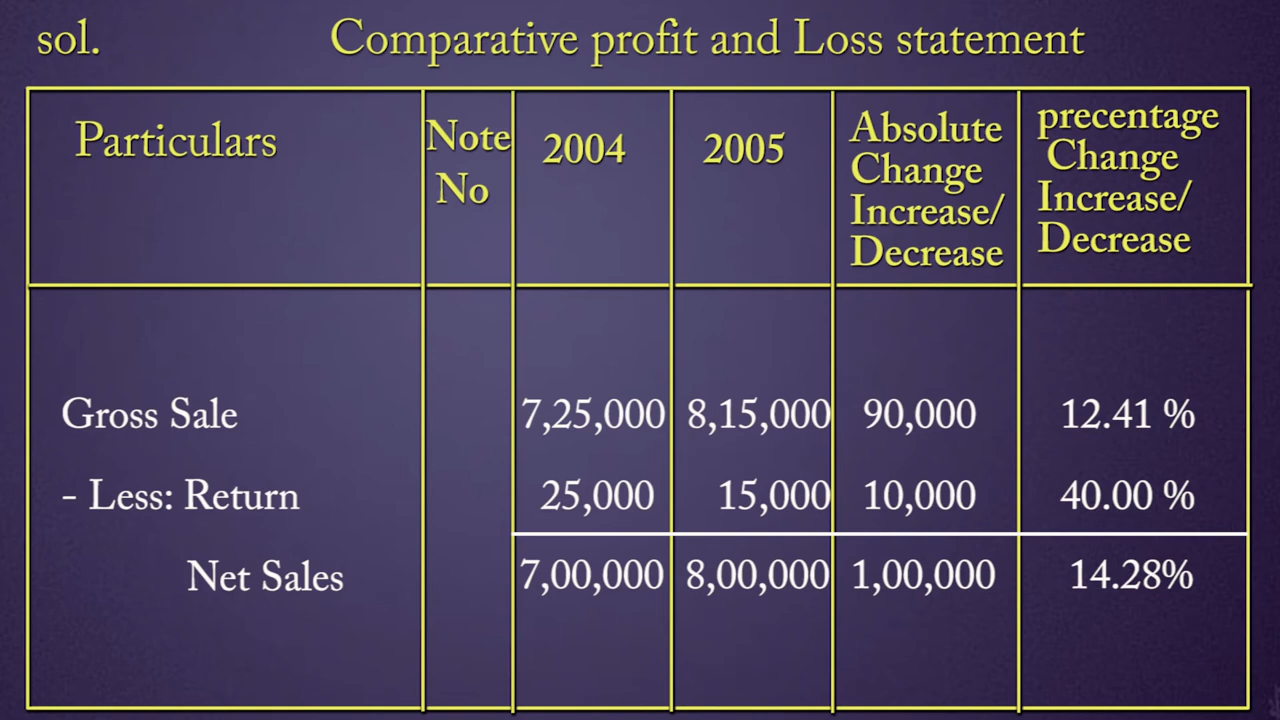 sol. Comparative profit and Loss statement
Particulars Note No 2004 2005 Absolute Change Increase/ Decrease precentage Change Increase/ Decrease
Gross Sale 7,25,000 8,15,000 90,000 12.41 %
- Less: Return 25,000 15,000 10,000 40.00 %
Net Sales 7,00,000 8,00,000 1,00,000 14.28%